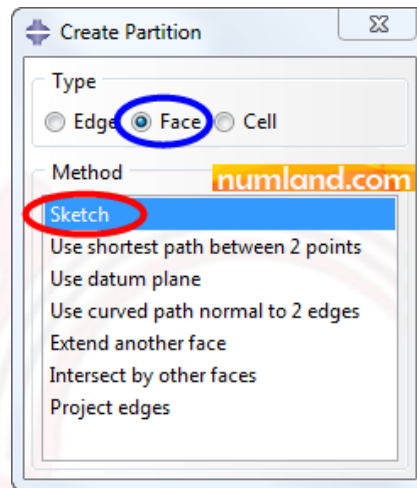 Create Partition
Type
Edge Face Cell
Method
numland.com
Sketch
Use shortest path between 2 points
Use datum plane
Use curved path normal to 2 edges
Extend another face
Intersect by other faces
Project edges